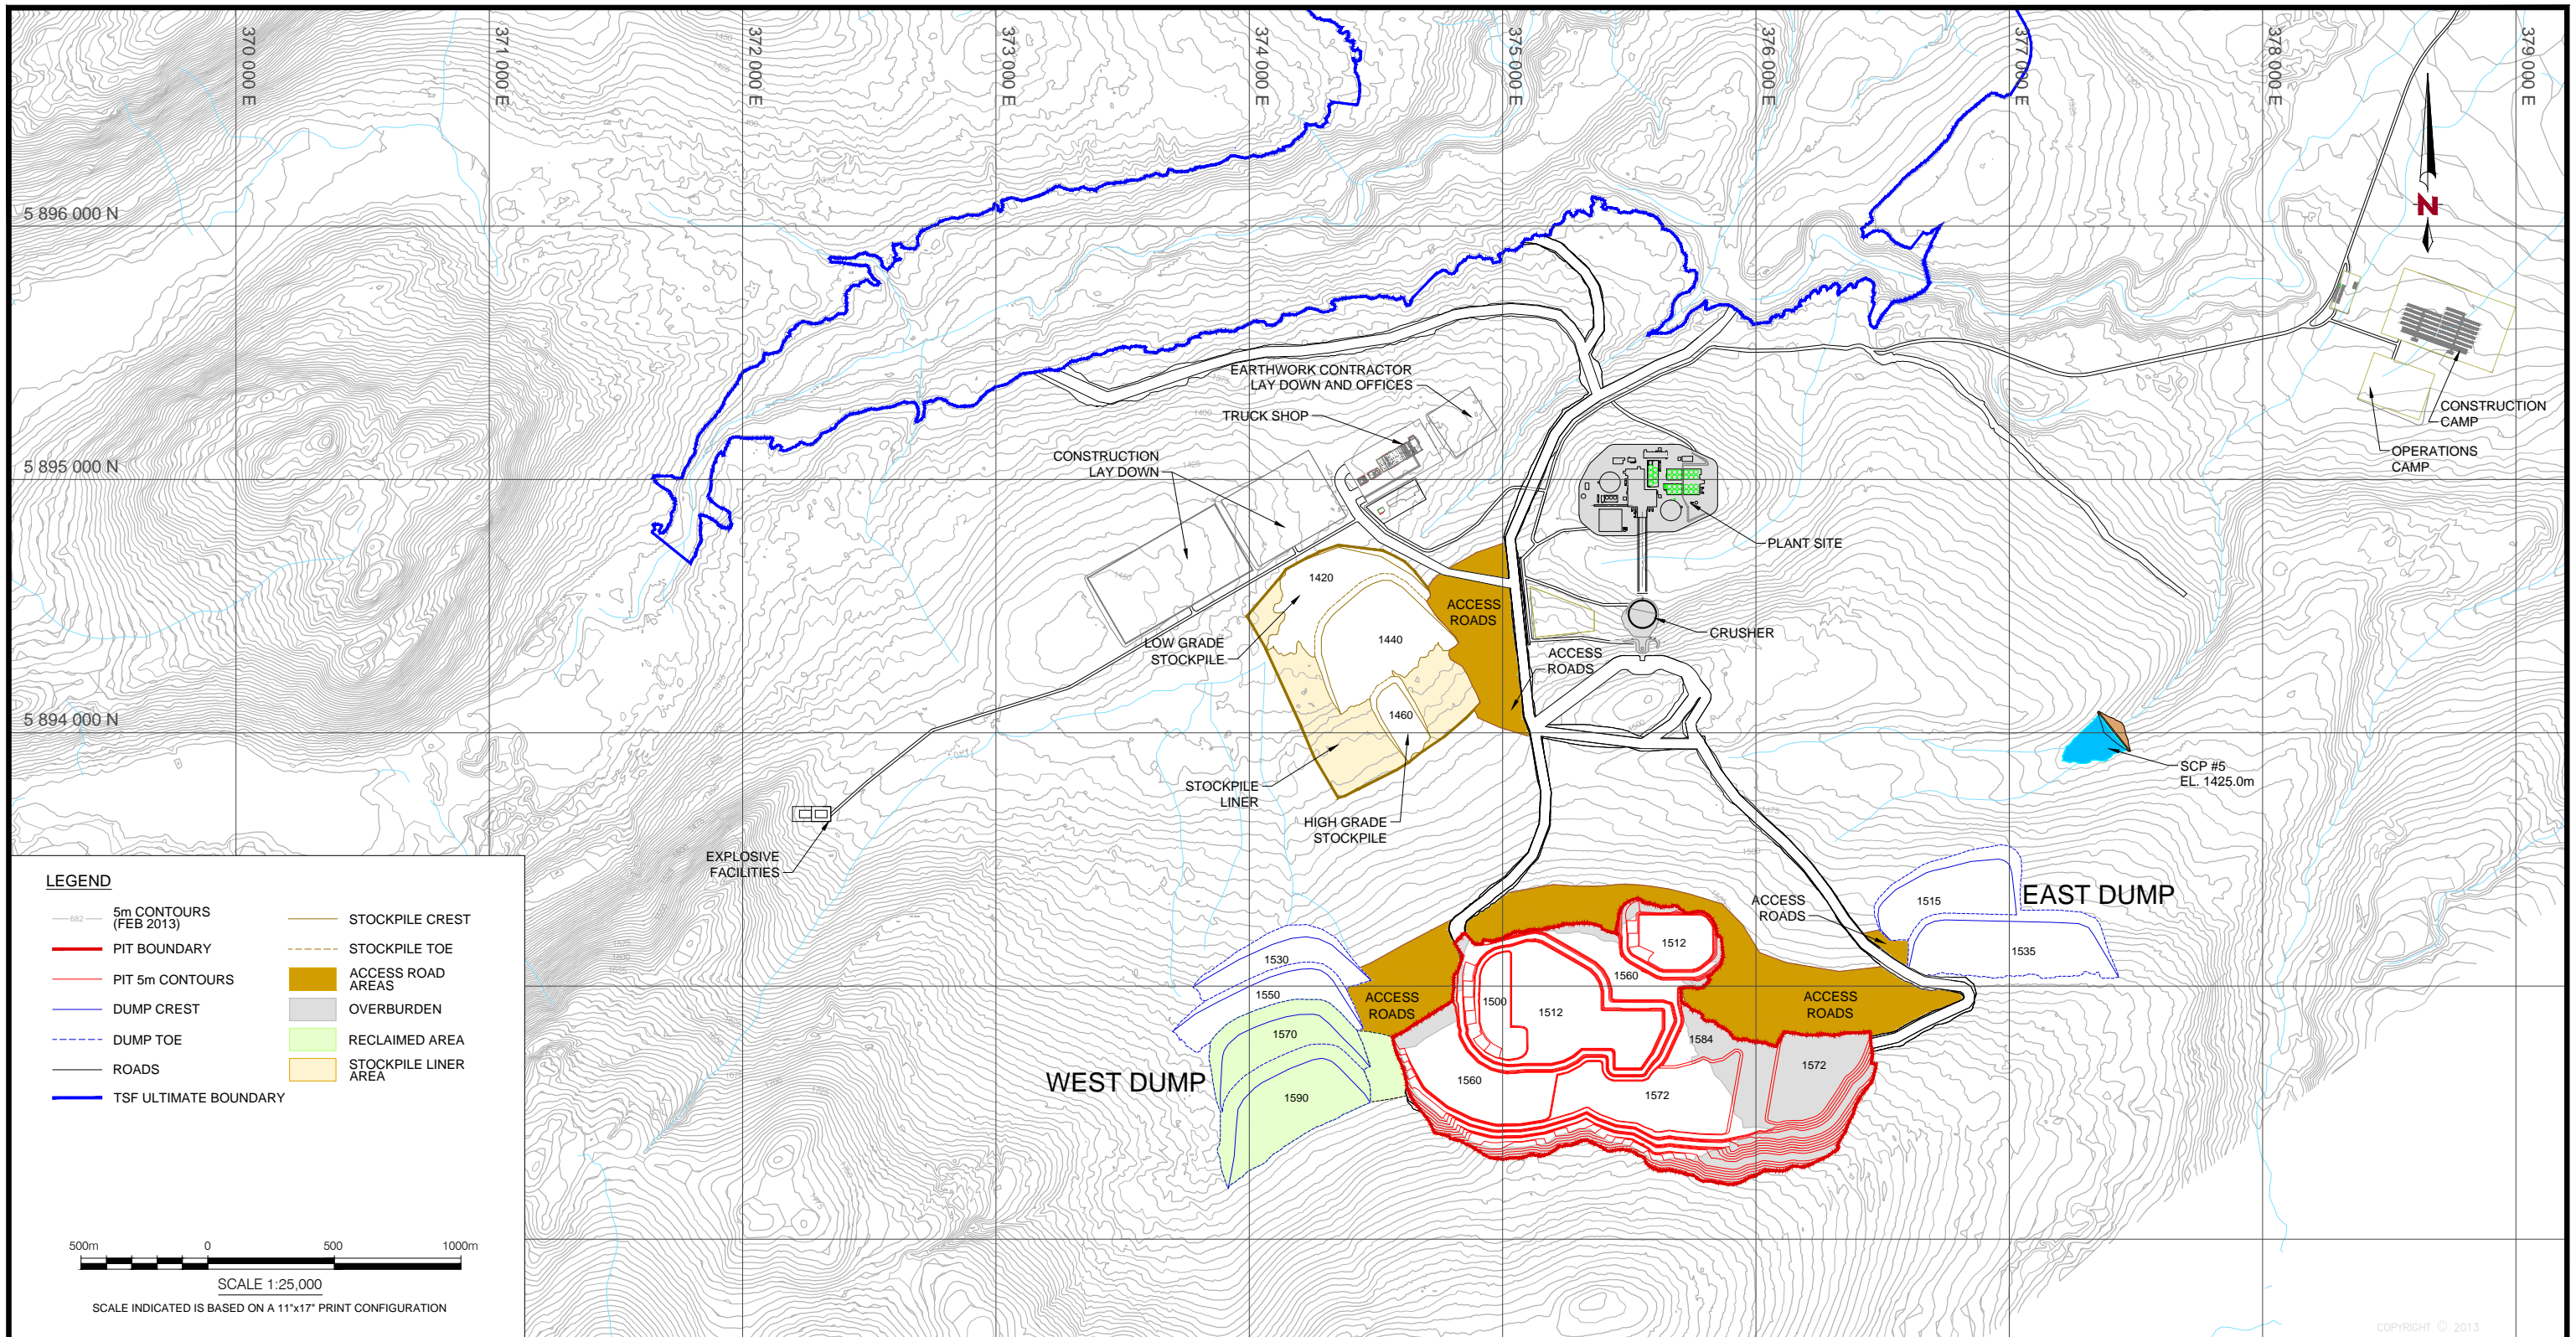 370 000 E
371 000 E
372 000 E
373 000 E
374 000 E
375 000 E
376 000 E
377 000 E
378 000 E
379 000 E
5 896 000 N
N
EARTHWORK CONTRACTOR
LAY DOWN AND OFFICES
TRUCK SHOP
CONSTRUCTION
CAMP
CONSTRUCTION
LAY DOWN
OPERATIONS
CAMP
5 895 000 N
PLANT SITE
1420
ACCESS
ROADS
1440
CRUSHER
LOW GRADE
STOCKPILE
ACCESS
ROADS
1460
5 894 000 N
SCP #5
EL. 1425.0m
STOCKPILE
LINER
HIGH GRADE
STOCKPILE
EXPLOSIVE
FACILITIES
ACCESS
ROADS
EAST DUMP
1515
1535
1512
1530
1560
1550
ACCESS
ROADS
1500
1512
ACCESS
ROADS
1570
1584
1572
WEST DUMP
1560
1572
1590
LEGEND
682
5m CONTOURS
(FEB 2013)
PIT BOUNDARY
PIT 5m CONTOURS
DUMP CREST
DUMP TOE
ROADS
TSF ULTIMATE BOUNDARY
STOCKPILE CREST
STOCKPILE TOE
ACCESS ROAD
AREAS
OVERBURDEN
RECLAIMED AREA
STOCKPILE LINER
AREA
500m 0 500 1000m
SCALE 1:25,000
SCALE INDICATED IS BASED ON A 11"x17" PRINT CONFIGURATION
COPYRIGHT © 2013